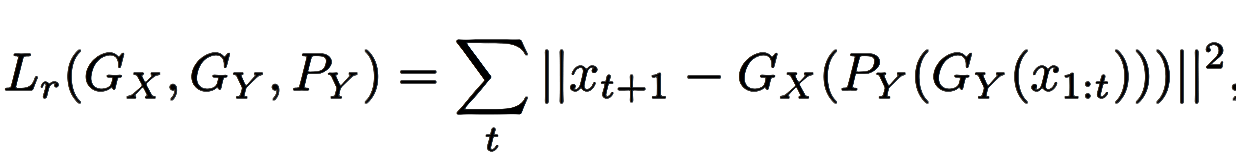 L_r(G_X, G_Y, P_Y) = \sum_t ||x_{t+1} - G_X(P_Y(G_Y(x_{1:t})))||^2,